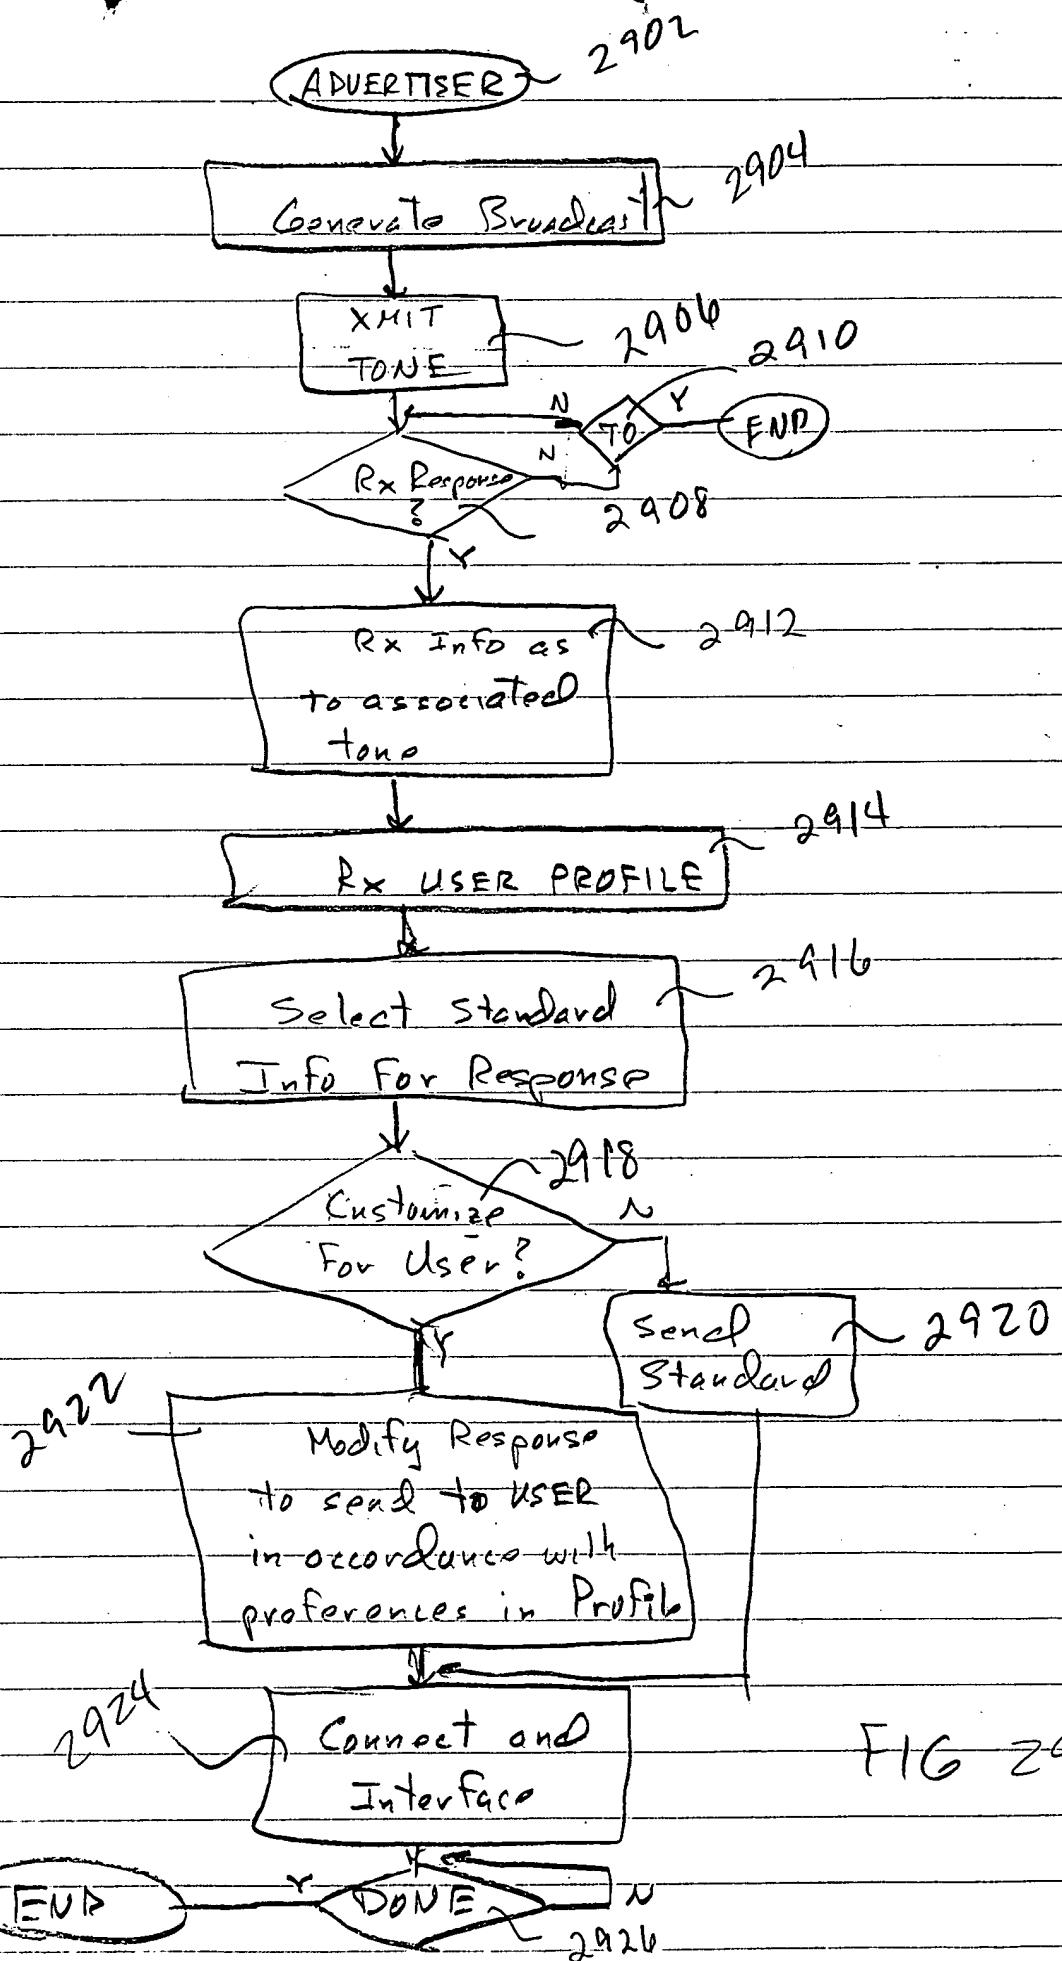 ADVERTISER 2902
Generate Broadcast 2904
XMIT
TONE
2906
2910
N TO Y END
N
Rx Response
?
2908
Y
Rx Info as
to associated
tone
2912
Rx USER PROFILE 2914
Select Standard
Info For Response
2916
2918
Customize
For User?
N
Y
Send
Standard
2920
2922
Modify Response
to send to USER
in accordance with
preferences in Profile
2924
Connect and
Interface
FIG 29
END Y DONE N
2926